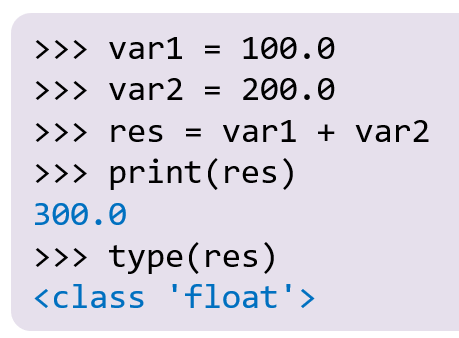 >>> var1 = 100.0
>>> var2 = 200.0
>>> res = var1 + var2
>>> print(res)
300.0
>>> type(res)
<class 'float'>